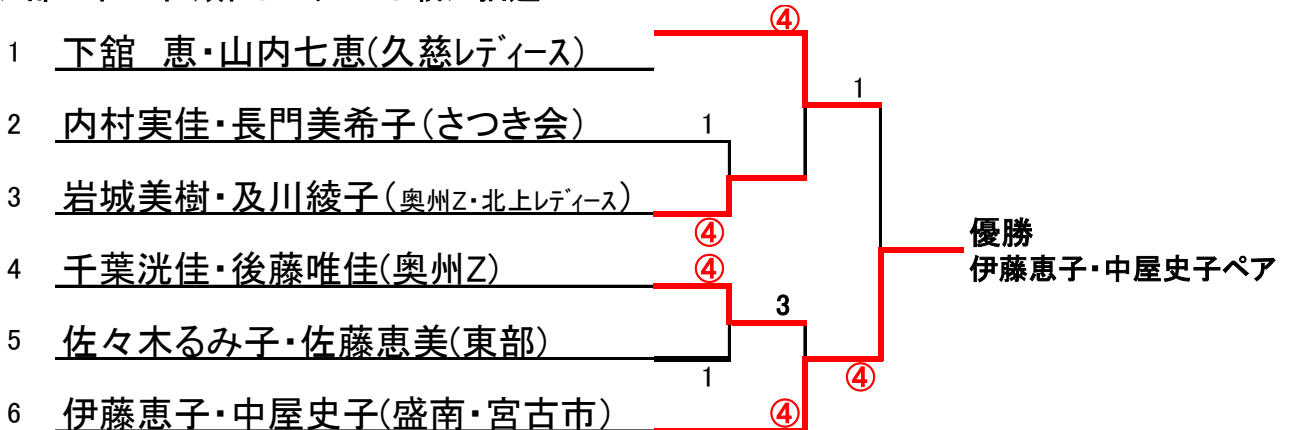 ④
1 下舘 恵・山内七恵(久慈レディース)
1
2 内村実佳・長門美希子(さつき会) 1
3 岩城美樹・及川綾子(奥州Z・北上レディース)
④
優勝
4 千葉洸佳・後藤唯佳(奥州Z) ④
伊藤恵子・中屋史子ペア
3
5 佐々木るみ子・佐藤恵美(東部)
1 ④
6 伊藤恵子・中屋史子(盛南・宮古市) ④